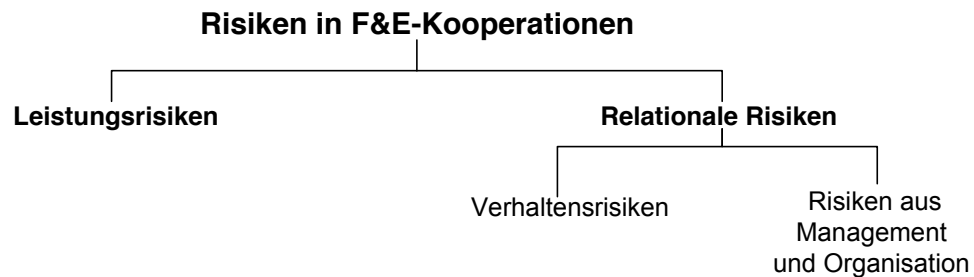 Risiken in F&E-Kooperationen
Leistungsrisiken
Relationale Risiken
Verhaltensrisiken
Risiken aus
Management
und Organisation